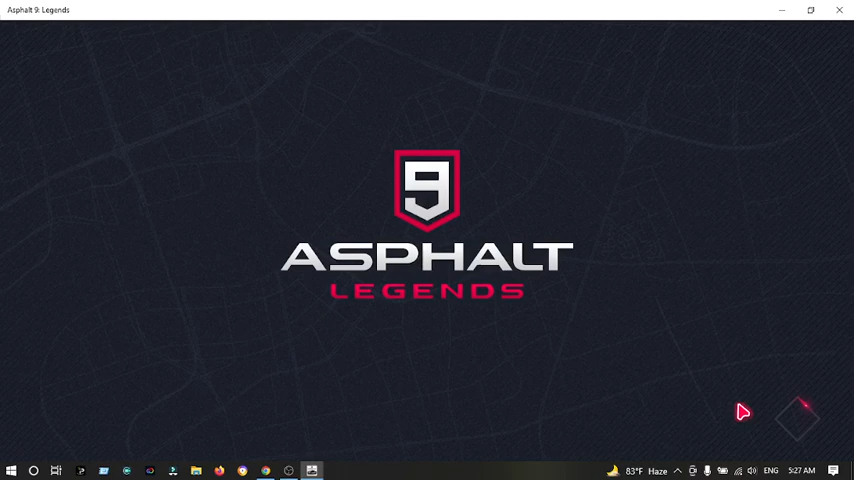 Asphalt 9: Legends
9
ASPHALT
LEGENDS
83°F Haze
ENG
5:27 AM